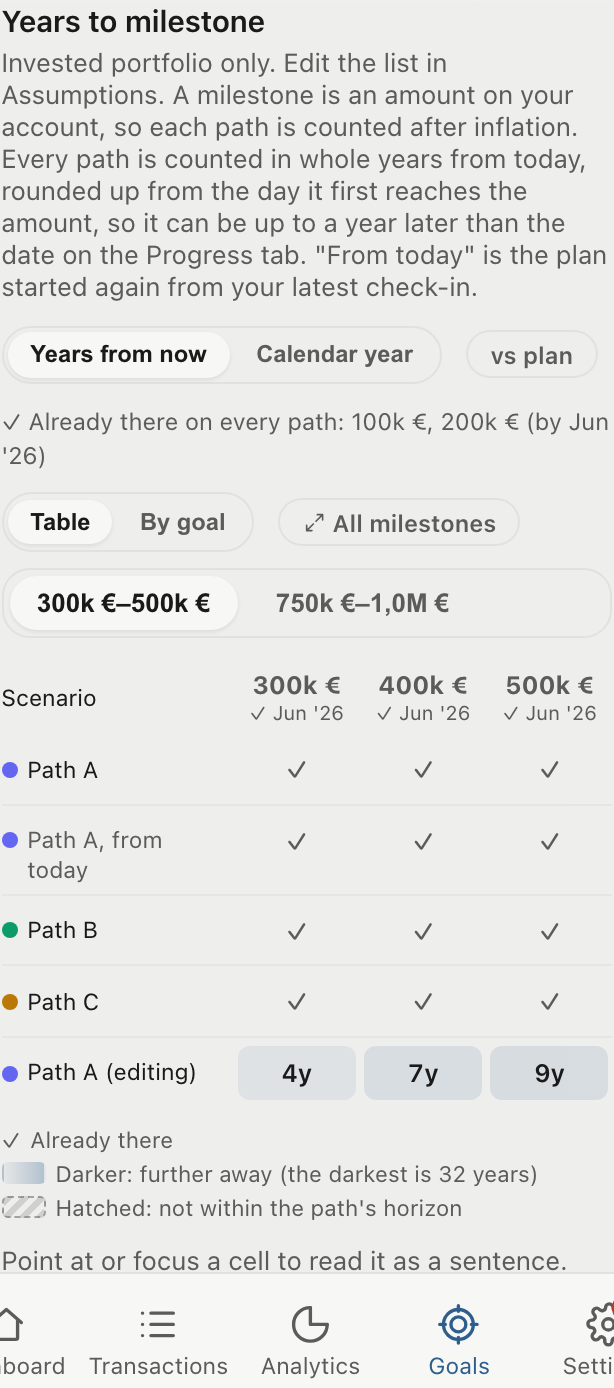 Years to milestone
Invested portfolio only. Edit the list in
Assumptions. A milestone is an amount on your
account, so each path is counted after inflation.
Every path is counted in whole years from today,
rounded up from the day it first reaches the
amount, so it can be up to a year later than the
date on the Progress tab. "From today" is the plan
started again from your latest check-in.
Years from now Calendar year vs plan
✓ Already there on every path: 100k €, 200k € (by Jun
'26)
Table By goal All milestones
300k €–500k € 750k €–1,0M €
Scenario 300k € 400k € 500k €
✓ Jun '26 ✓ Jun '26 ✓ Jun '26
Path A ✓ ✓ ✓
Path A, from ✓ ✓ ✓
today
Path B ✓ ✓ ✓
Path C ✓ ✓ ✓
Path A (editing) 4y 7y 9y
✓ Already there
Darker: further away (the darkest is 32 years)
Hatched: not within the path's horizon
Point at or focus a cell to read it as a sentence.
board Transactions Analytics Goals Setti